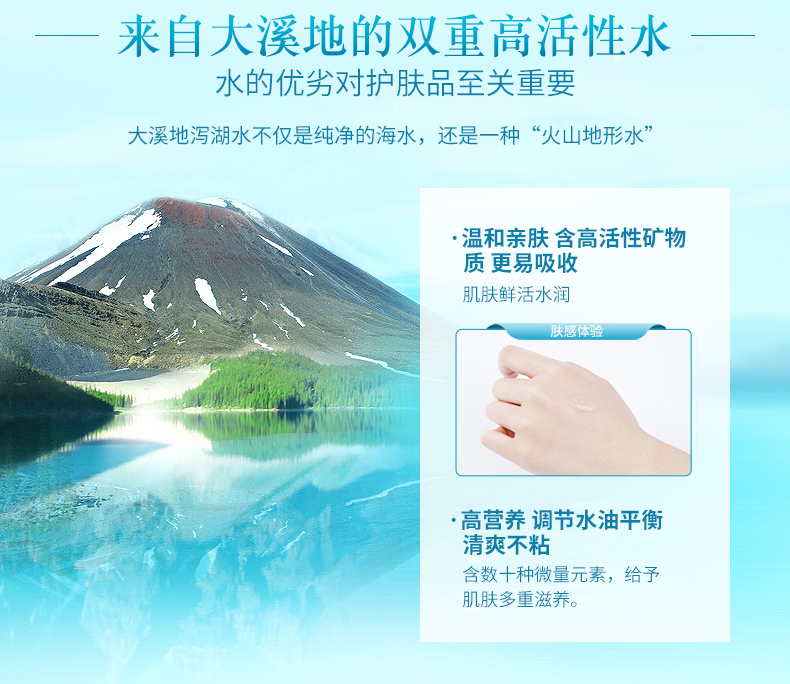 来自大溪地的双重高活性水
水的优劣对护肤品至关重要
大溪地泻湖水不仅是纯净的海水，还是一种“火山地形水”
·温和亲肤 含高活性矿物
质 更易吸收
肌肤鲜活水润
肤感体验
·高营养 调节水油平衡
清爽不粘
含数十种微量元素，给予
肌肤多重滋养。